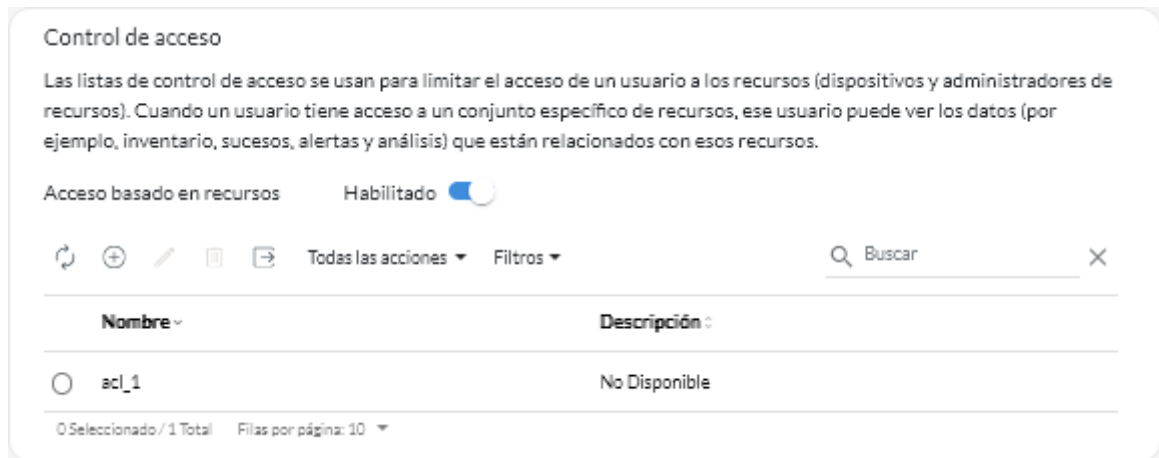 Control de acceso
Las listas de control de acceso se usan para limitar el acceso de un usuario a los recursos (dispositivos y administradores de
recursos). Cuando un usuario tiene acceso a un conjunto específico de recursos, ese usuario puede ver los datos (por
ejemplo, inventario, sucesos, alertas y análisis) que están relacionados con esos recursos.
Acceso basado en recursos Habilitado
Todas las acciones Filtros Buscar
Nombre Descripción
acl_1 No Disponible
0 Seleccionado / 1 Total Filas por página: 10